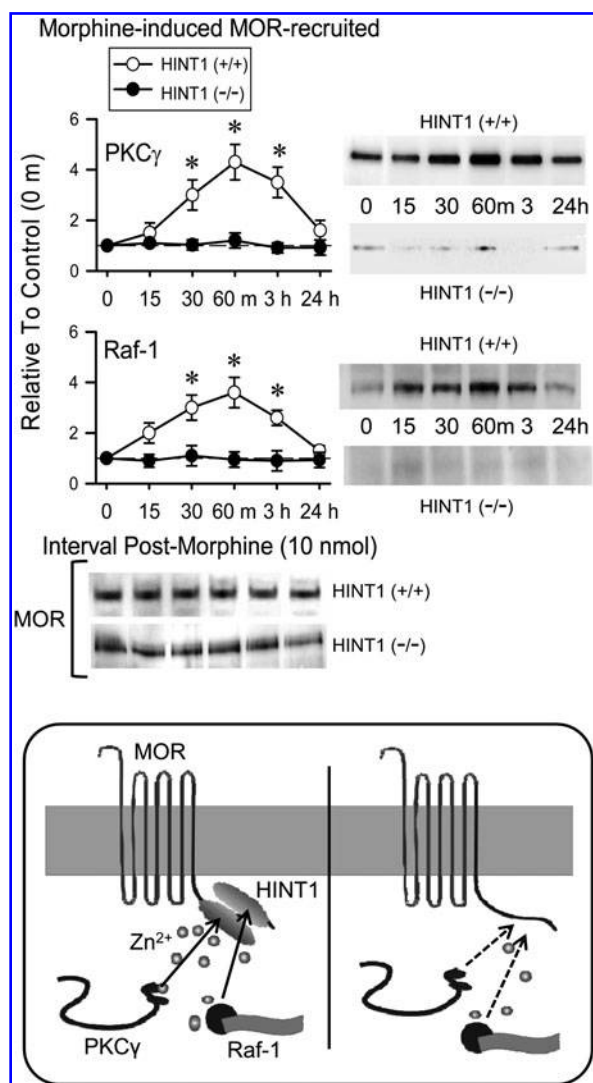 Morphine-induced MOR-recruited
HINT1 (+/+)
HINT1 (−/−)
Relative To Control (0 m)
PKCγ
6
4
2
0
* * *
0 15 30 60 m 3 h 24 h
HINT1 (+/+)
0 15 30 60m 3 24h
HINT1 (−/−)
Raf-1
6
4
2
0
* * *
0 15 30 60 m 3 h 24 h
HINT1 (+/+)
0 15 30 60m 3 24h
HINT1 (−/−)
Interval Post-Morphine (10 nmol)
MOR
HINT1 (+/+)
HINT1 (−/−)
MOR
HINT1
Zn²⁺
PKCγ
Raf-1